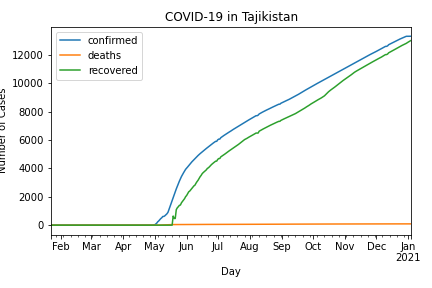 COVID-19 in Tajikistan
confirmed
deaths
recovered
12000
10000
8000
6000
4000
2000
0
Number of Cases
Feb Mar Apr May Jun Jul Aug Sep Oct Nov Dec Jan
2021
Day